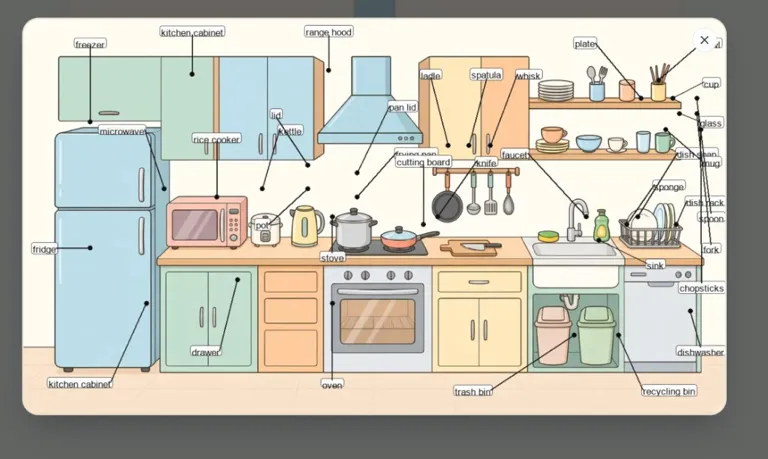 freezer
kitchen cabinet
range hood
plate
ladle
spatula
whisk
cup
pan lid
lid
kettle
microwave
rice cooker
glass
frying pan
cutting board
knife
faucet
dish soap
mug
sponge
dish rack
spoon
pot
fridge
stove
sink
fork
chopsticks
drawer
dishwasher
kitchen cabinet
oven
trash bin
recycling bin